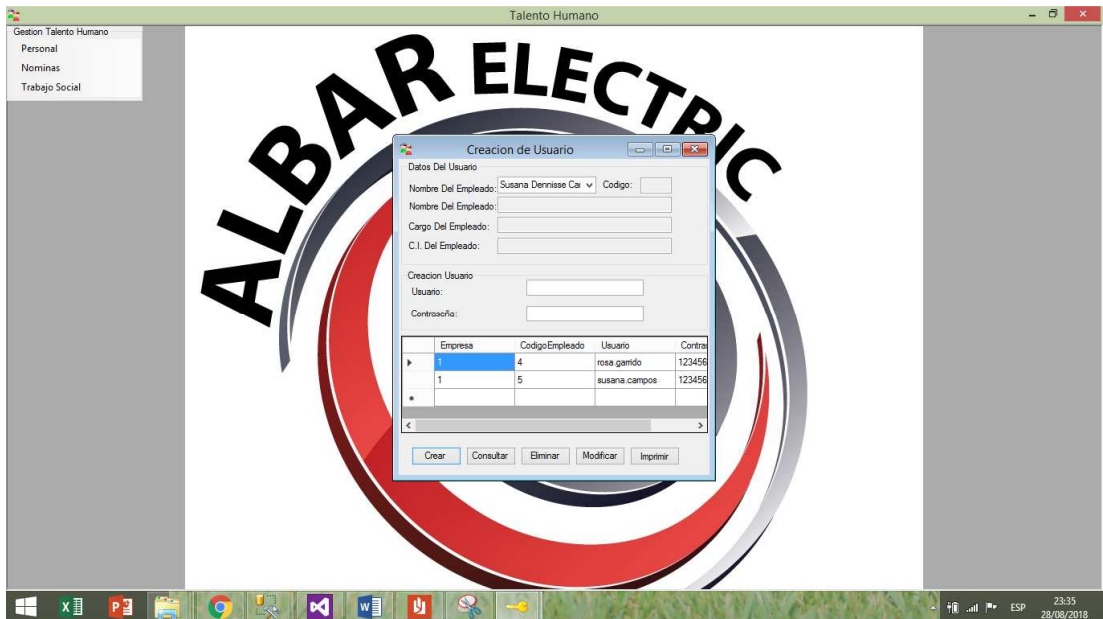 Talento Humano
Gestion Talento Humano
Personal
Nominas
Trabajo Social
ALBAR ELECTRIC
Creacion de Usuario
Datos Del Usuario
Nombre Del Empleado: Susana Dennisse Ca Codigo:
Nombre Del Empleado:
Cargo Del Empleado:
C.I. Del Empleado:
Creacion Usuario
Usuario:
Contraseña:
Empresa CodigoEmpleado Usuario Contra
1 4 rosa.garrido 123456
1 5 susana.campos 123456
Crear Consultar Eliminar Modificar Imprimir
ESP 23:35
28/08/2018